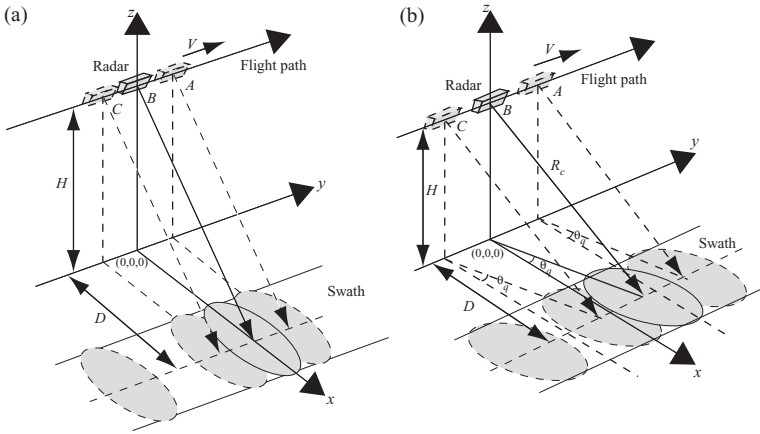 (a)
z
V
Radar
Flight path
A
B
C
H
y
(0,0,0)
Swath
D
x
(b)
z
V
Radar
Flight path
A
B
C
R_c
H
y
θ_q
Swath
(0,0,0)
θ_q
θ_q
D
x